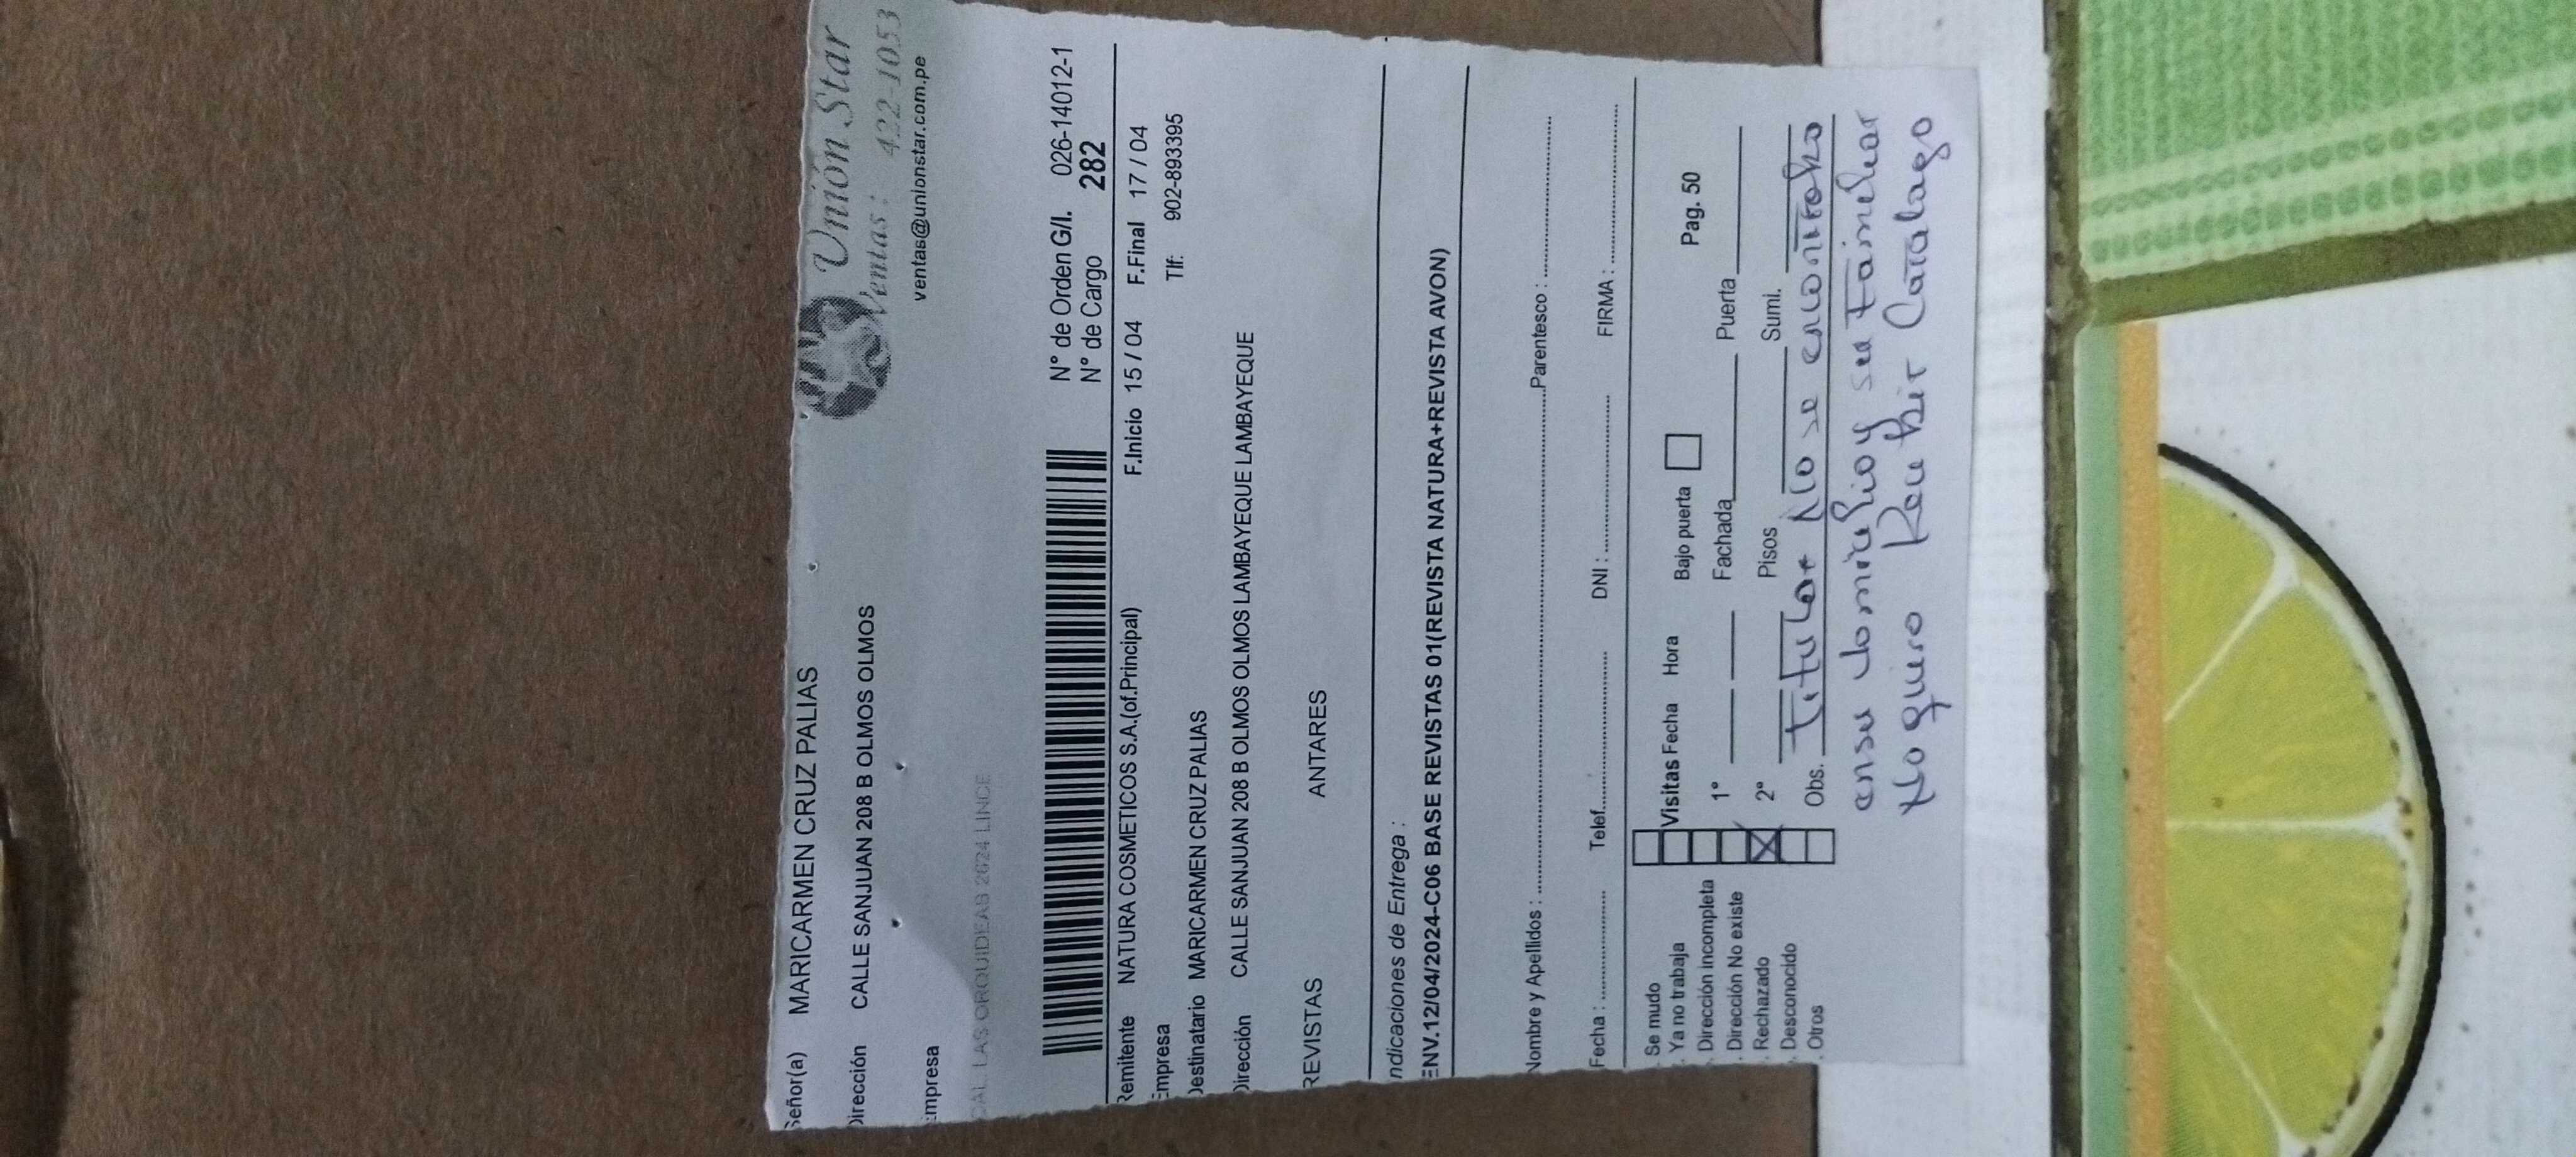 Señor(a) MARICARMEN CRUZ PALIAS
Unión Star
Dirección CALLE SANJUAN 208 B OLMOS OLMOS
Ventas : 422-1053
Empresa
ventas@unionstar.com.pe
CAL. LAS ORQUIDEAS 2624 LINCE
N° de Orden G/I. 026-14012-1
N° de Cargo 282
Remitente NATURA COSMETICOS S.A.(of.Principal) F.Inicio 15 / 04 F.Final 17 / 04
Empresa Tlf: 902-893395
Destinatario MARICARMEN CRUZ PALIAS
Dirección CALLE SANJUAN 208 B OLMOS OLMOS LAMBAYEQUE LAMBAYEQUE
REVISTAS ANTARES
Indicaciones de Entrega :
ENV.12/04/2024-C06 BASE REVISTAS 01(REVISTA NATURA+REVISTA AVON)
Nombre y Apellidos : Parentesco :
Fecha : Telef. DNI : FIRMA :
Se mudo
Ya no trabaja
Dirección incompleta
Dirección No existe
Rechazado
Desconocido
Otros
Visitas Fecha Hora Bajo puerta Pag. 50
1° Fachada Puerta
2° Pisos Sumi.
Obs. titular No se encontraba
en su domicilio y su familiar
No quiso Recibir Catalago